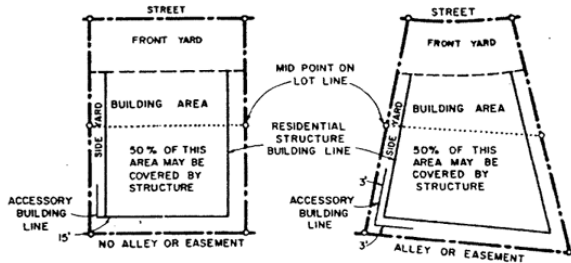 STREET
FRONT YARD
BUILDING AREA
SIDE YARD
50% OF THIS
AREA MAY BE
COVERED BY
STRUCTURE
ACCESSORY
BUILDING
LINE
15'
NO ALLEY OR EASEMENT
MID POINT ON
LOT LINE
RESIDENTIAL
STRUCTURE
BUILDING LINE
STREET
FRONT YARD
BUILDING AREA
SIDE YARD
50% OF THIS
AREA MAY BE
COVERED BY
STRUCTURE
3'
ACCESSORY
BUILDING
LINE
3'
ALLEY OR EASEMENT